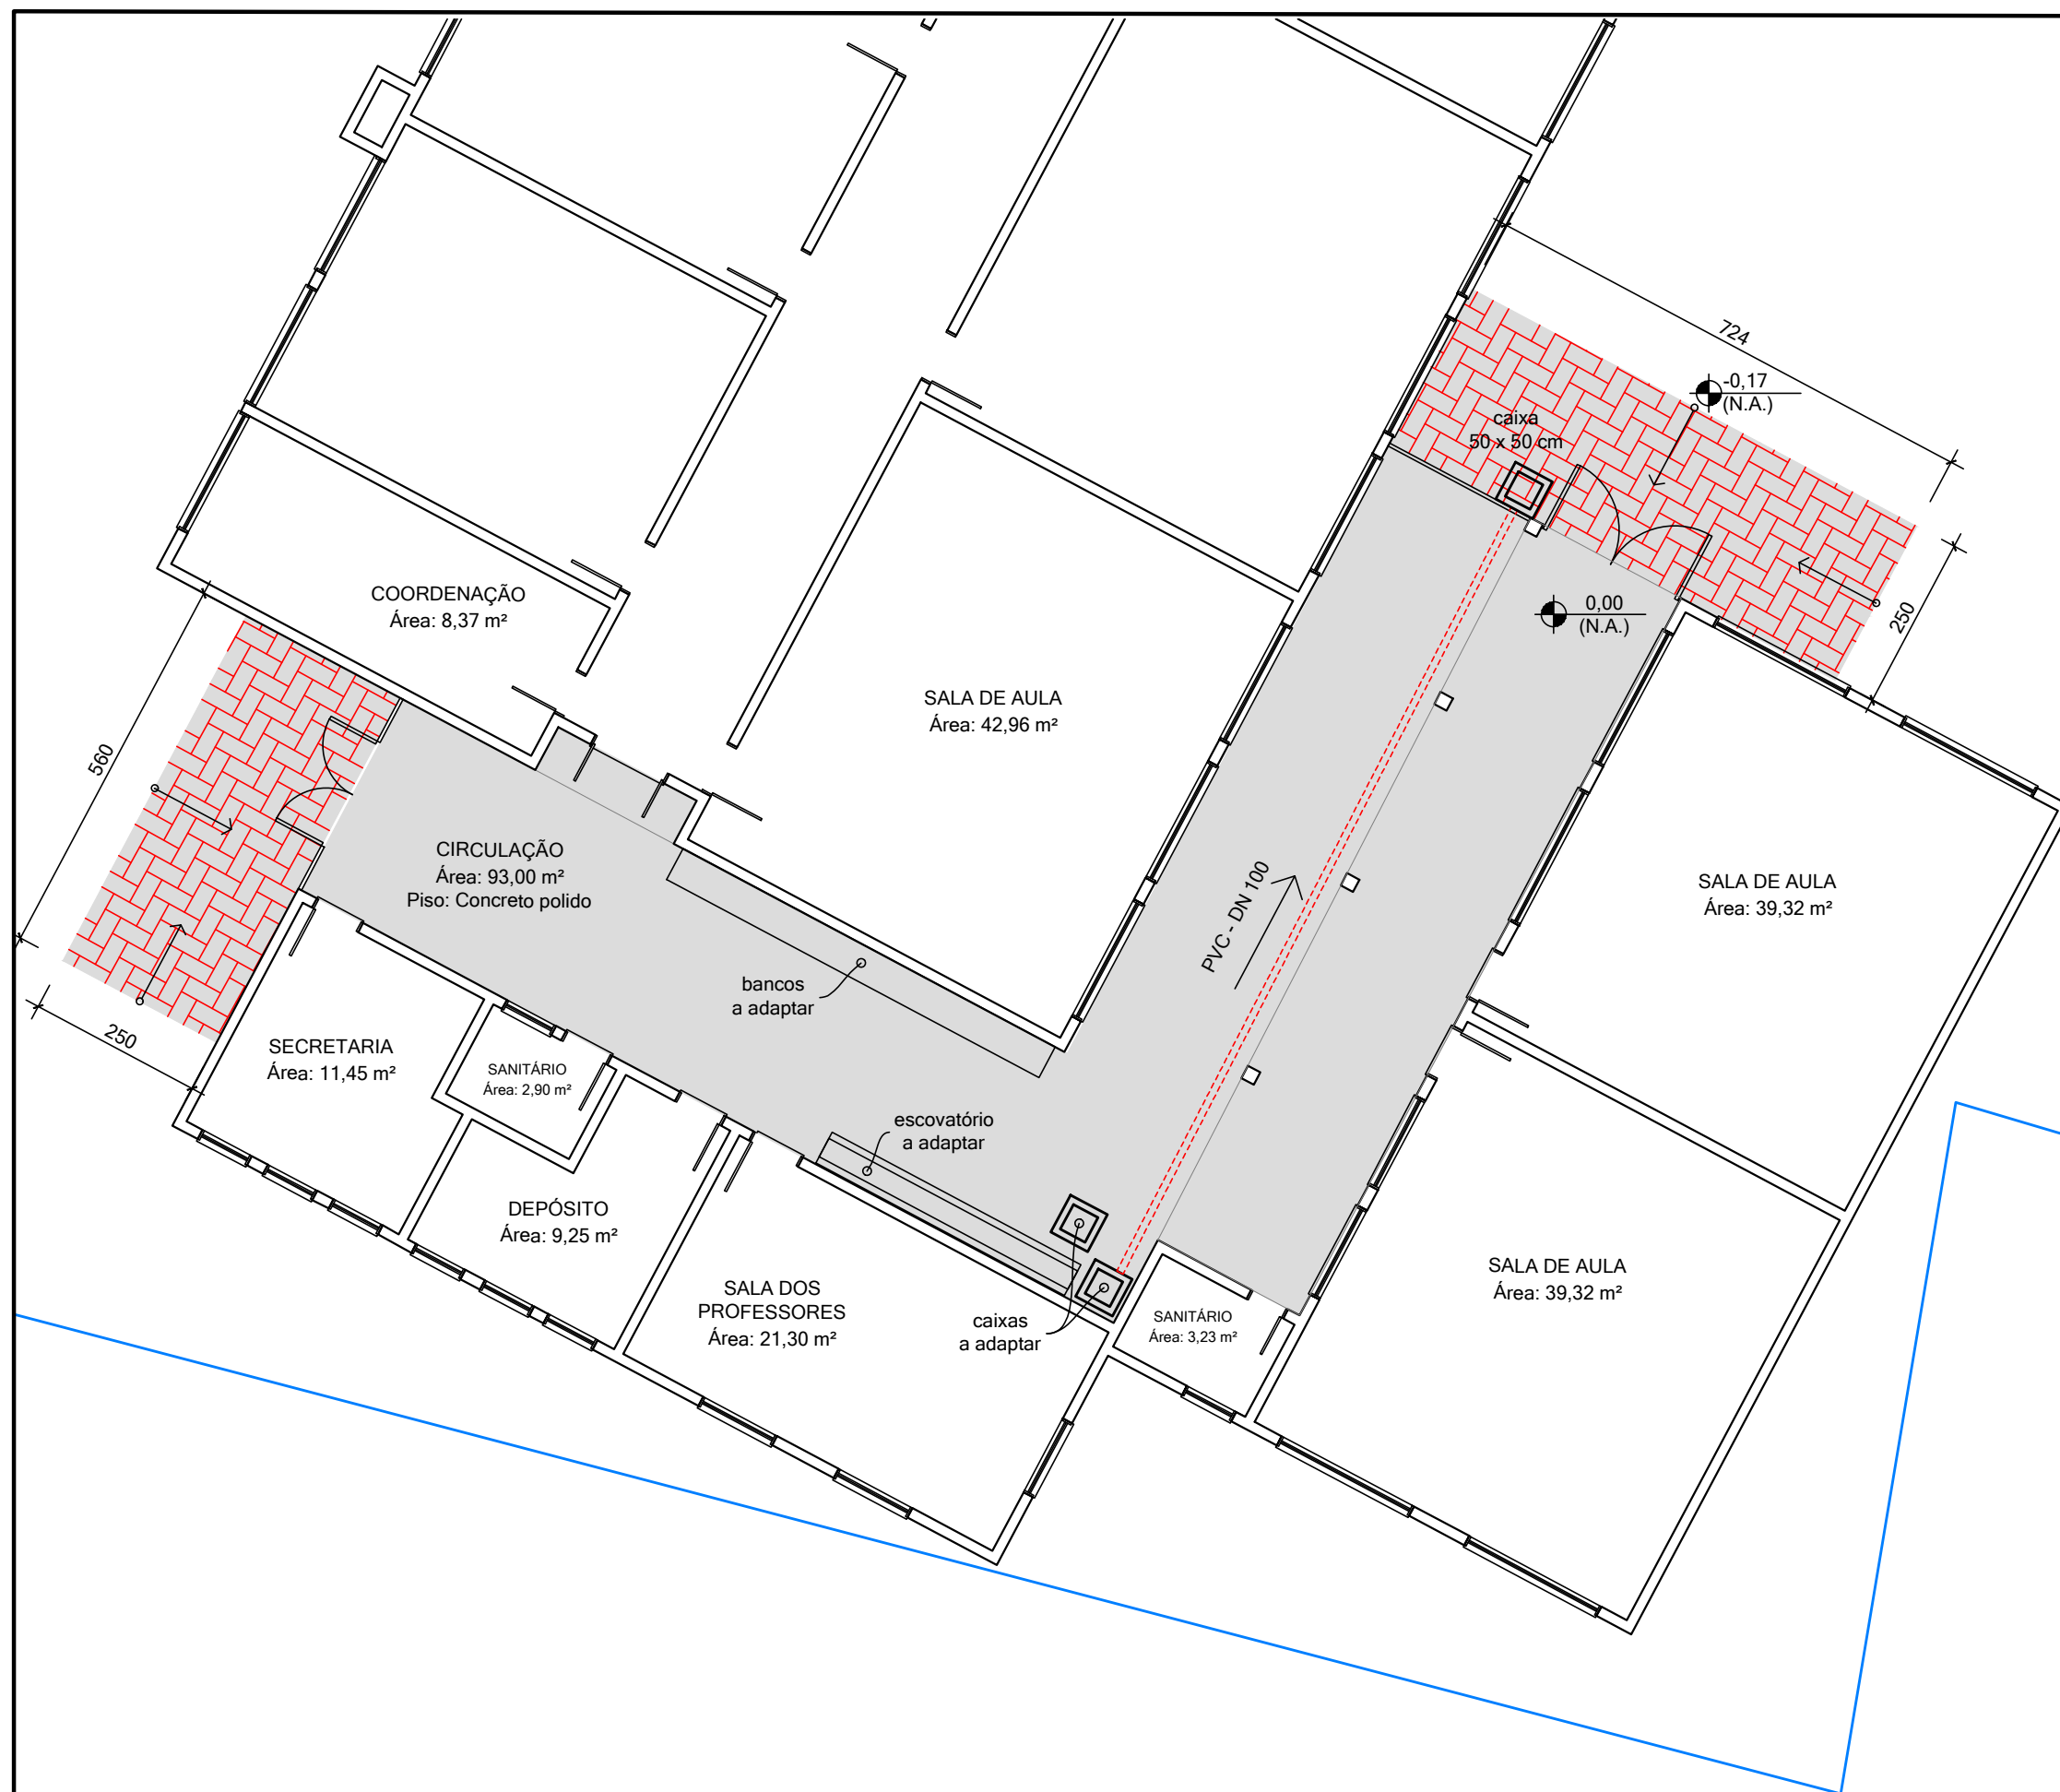 724
-0,17
(N.A.)
caixa
50 x 50 cm
0,00
(N.A.)
250
COORDENAÇÃO
Área: 8,37 m²
SALA DE AULA
Área: 42,96 m²
560
CIRCULAÇÃO
Área: 93,00 m²
Piso: Concreto polido
PVC - DN 100
SALA DE AULA
Área: 39,32 m²
bancos
a adaptar
250
SECRETARIA
Área: 11,45 m²
SANITÁRIO
Área: 2,90 m²
escovatório
a adaptar
DEPÓSITO
Área: 9,25 m²
SALA DOS
PROFESSORES
Área: 21,30 m²
caixas
a adaptar
SANITÁRIO
Área: 3,23 m²
SALA DE AULA
Área: 39,32 m²